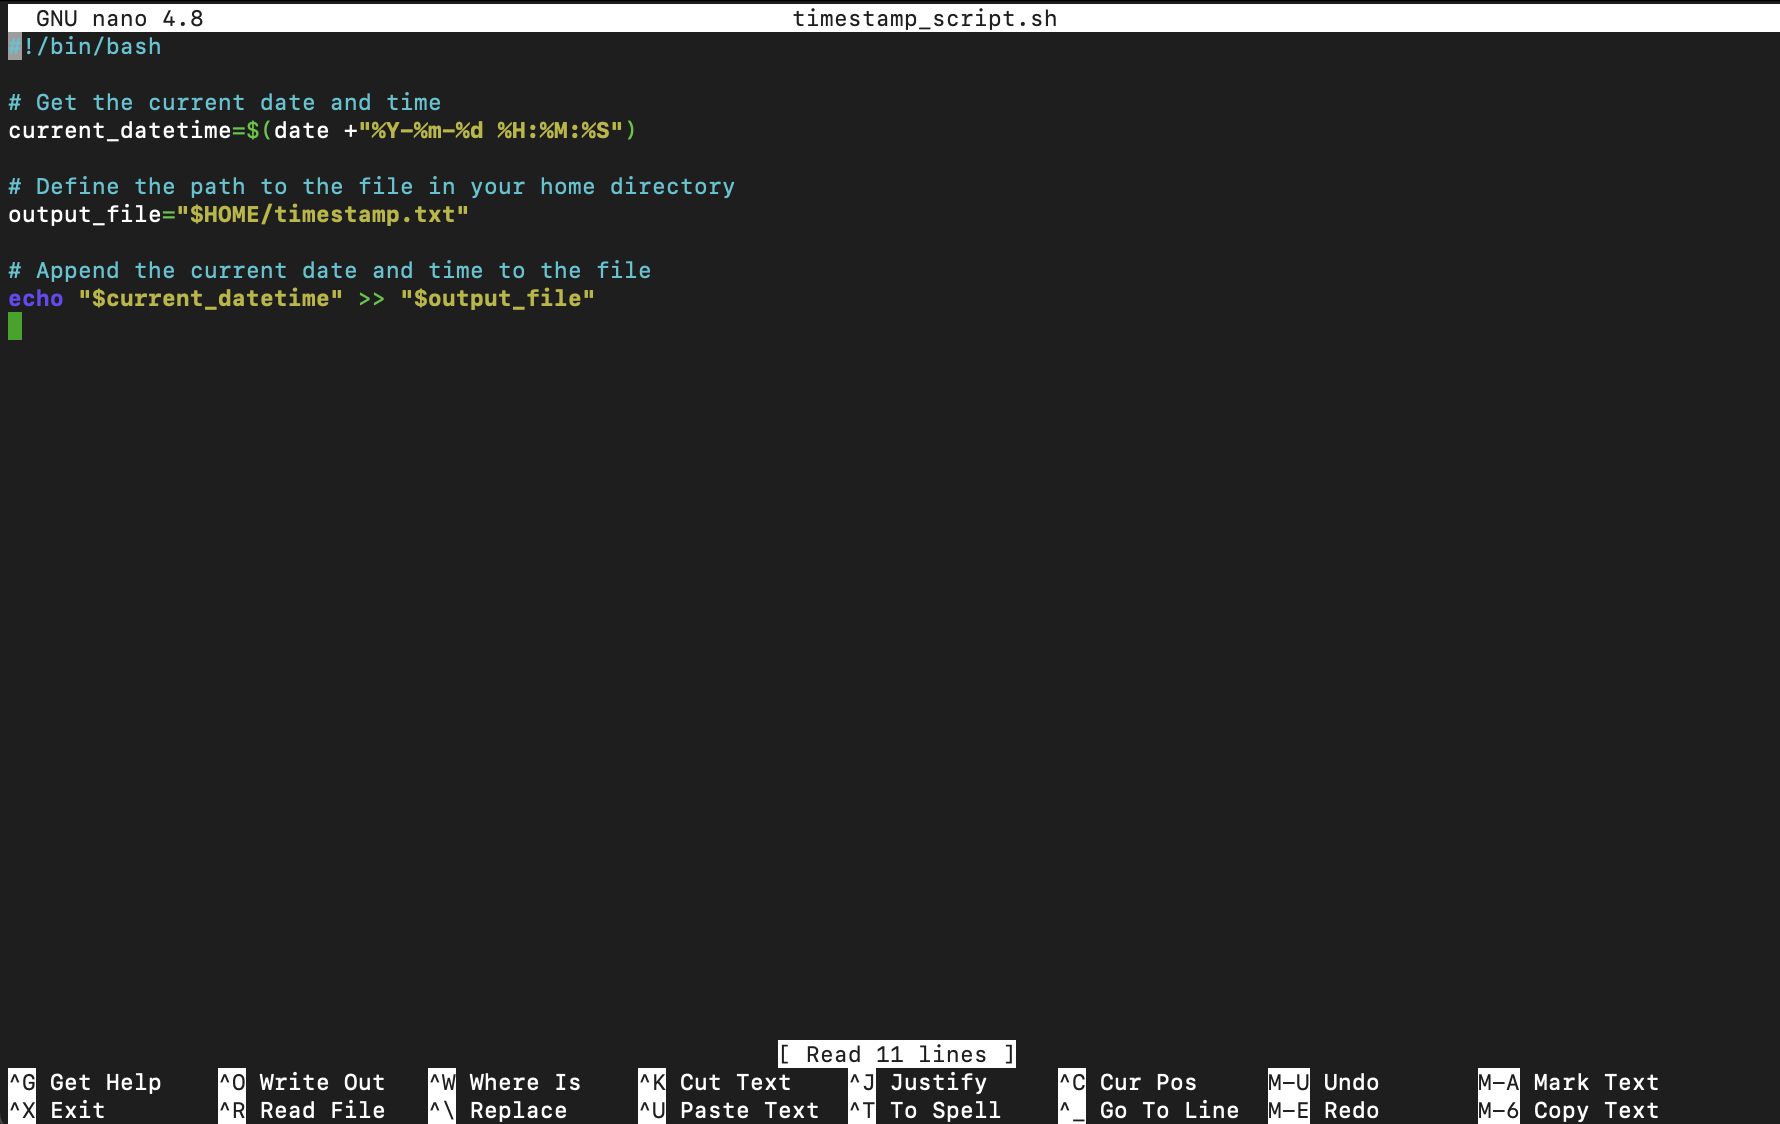 GNU nano 4.8 timestamp_script.sh
#!/bin/bash

# Get the current date and time
current_datetime=$(date +"%Y-%m-%d %H:%M:%S")

# Define the path to the file in your home directory
output_file="$HOME/timestamp.txt"

# Append the current date and time to the file
echo "$current_datetime" >> "$output_file"

[ Read 11 lines ]
^G Get Help ^O Write Out ^W Where Is ^K Cut Text ^J Justify ^C Cur Pos M-U Undo M-A Mark Text
^X Exit ^R Read File ^\ Replace ^U Paste Text ^T To Spell ^_ Go To Line M-E Redo M-6 Copy Text